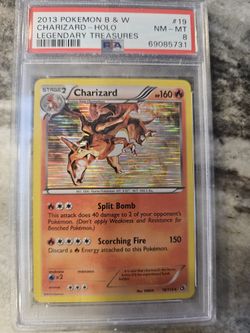 2013 POKEMON B & W #19
CHARIZARD-HOLO NM-MT
LEGENDARY TREASURES 8
PSA 69085731
STAGE2 Charizard HP160
Split Bomb
This attack does 40 damage to 2 of your opponent's
Pokémon. (Don't apply Weakness and Resistance for
Benched Pokémon.)
Scorching Fire 150
Discard a Energy attached to this Pokémon.
×2